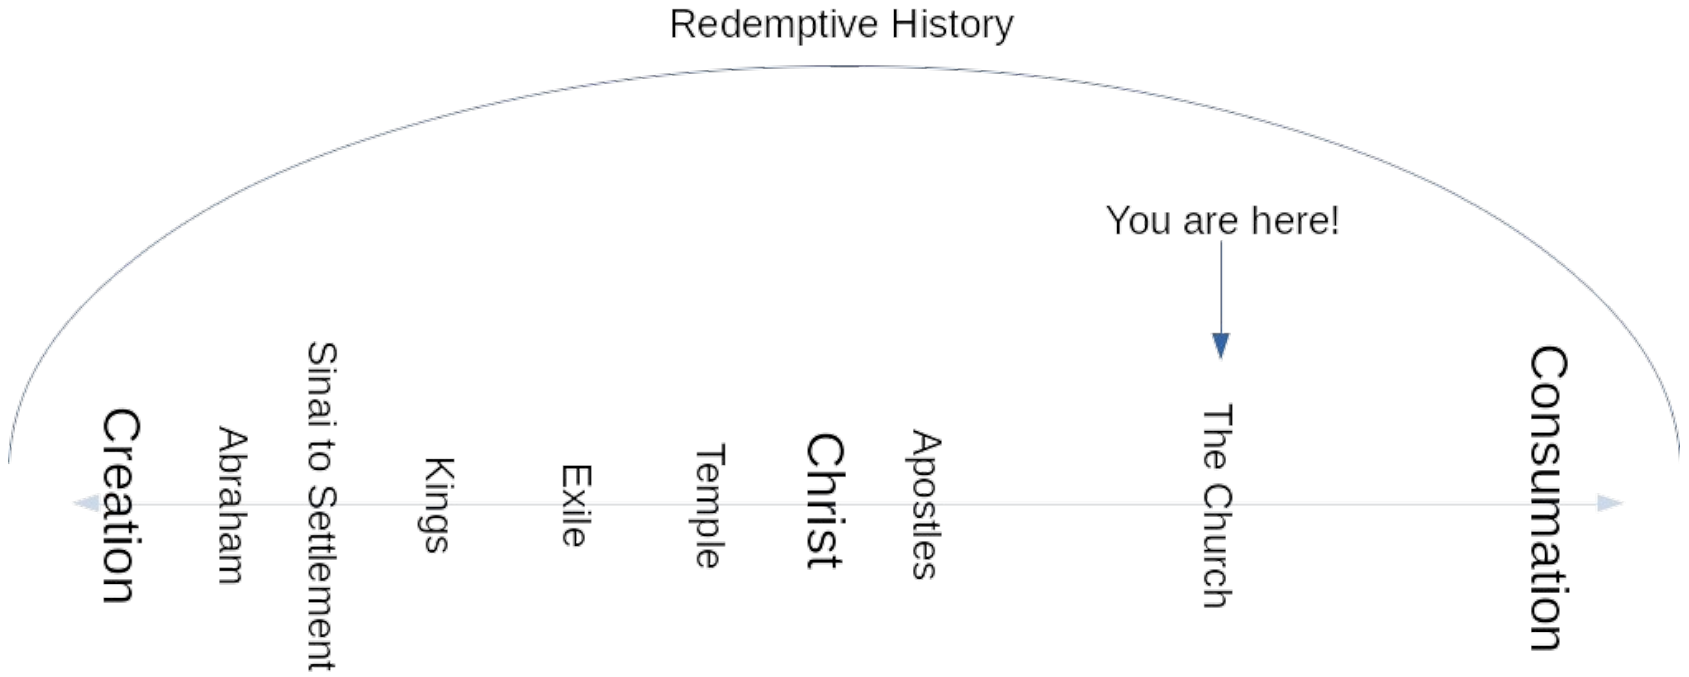 Redemptive History
You are here!
Creation
Abraham
Sinai to Settlement
Kings
Exile
Temple
Christ
Apostles
The Church
Consumation